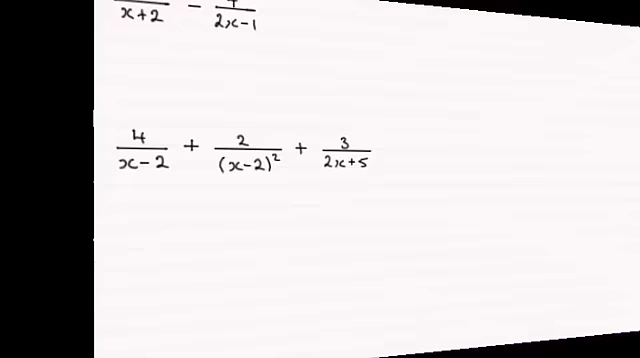 x+2 − 2x−1
4/(x−2) + 2/(x−2)² + 3/(2x+5)